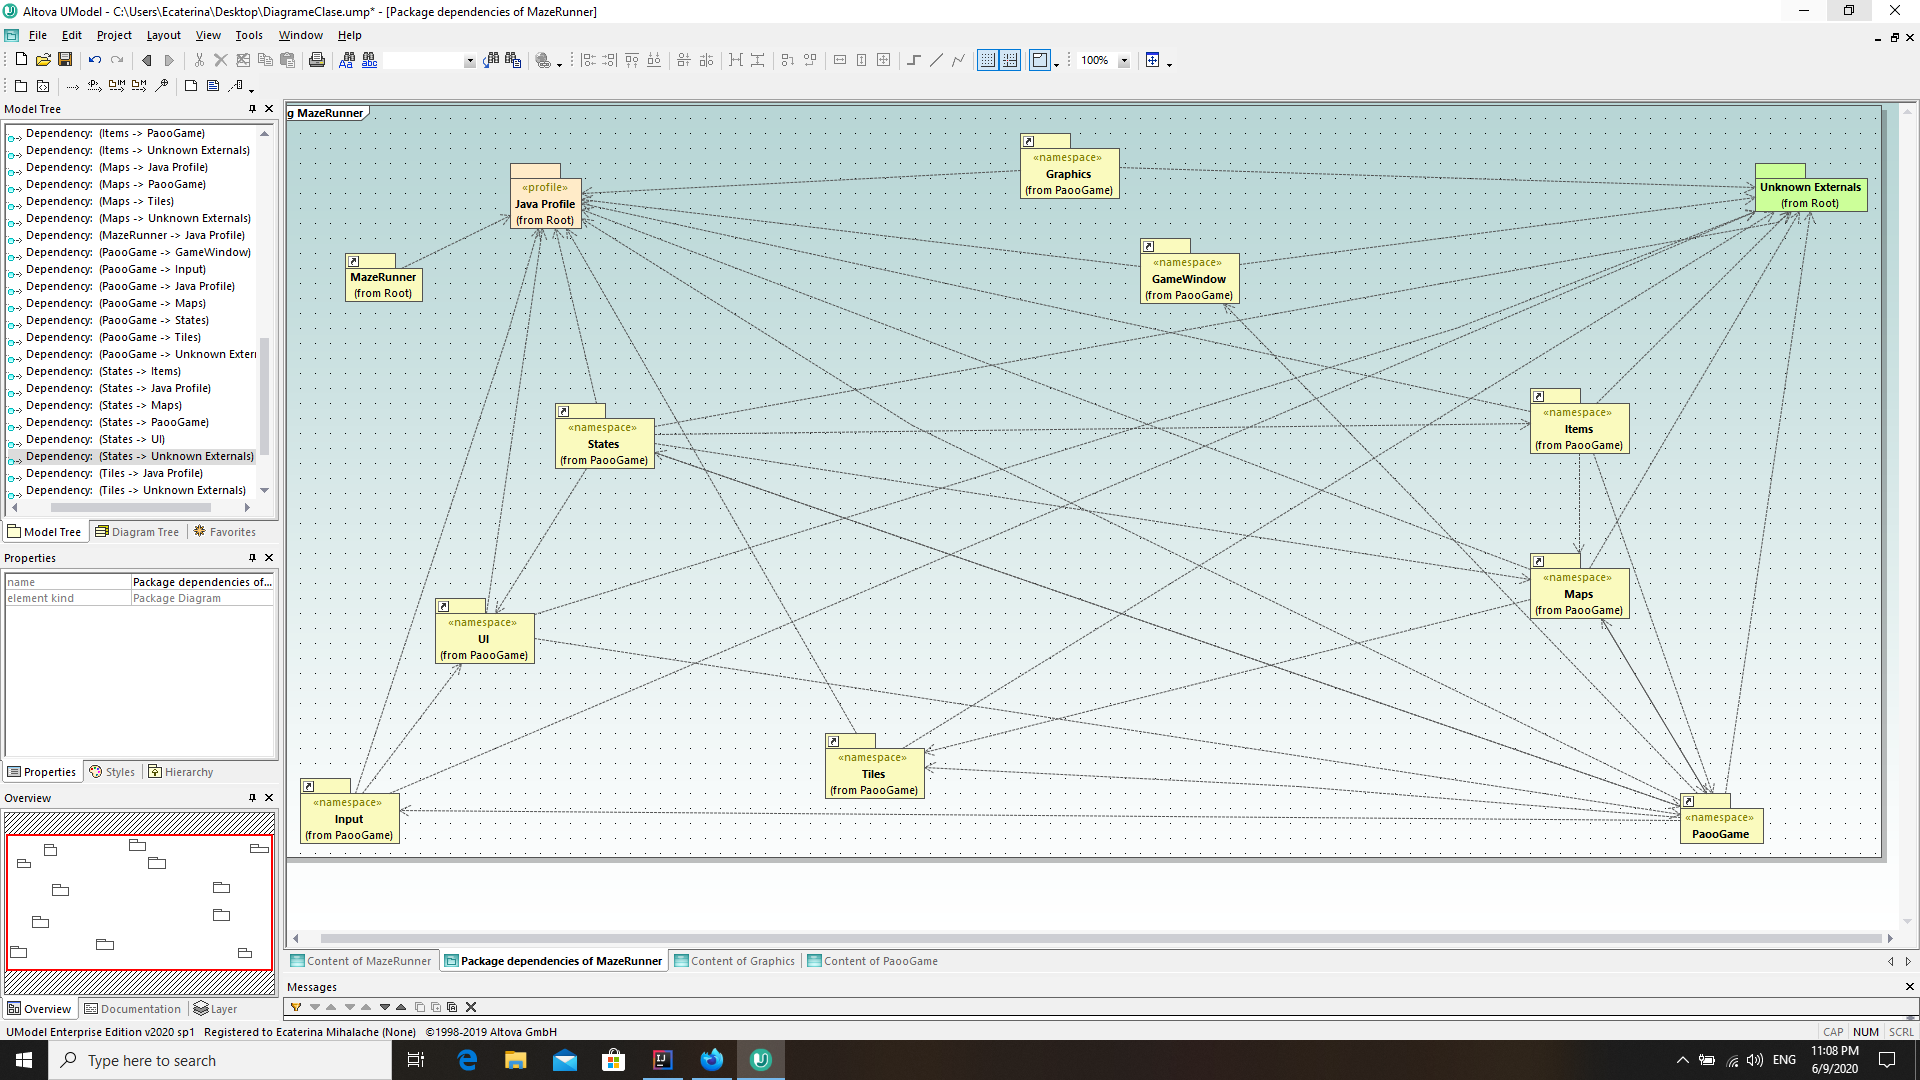 Altova UModel - C:\Users\Ecaterina\Desktop\DiagrameClase.ump* - [Package dependencies of MazeRunner]
File Edit Project Layout View Tools Window Help
100%
Model Tree
Dependency: (Items -> PaooGame)
Dependency: (Items -> Unknown Externals)
Dependency: (Maps -> Java Profile)
Dependency: (Maps -> PaooGame)
Dependency: (Maps -> Tiles)
Dependency: (Maps -> Unknown Externals)
Dependency: (MazeRunner -> Java Profile)
Dependency: (PaooGame -> GameWindow)
Dependency: (PaooGame -> Input)
Dependency: (PaooGame -> Java Profile)
Dependency: (PaooGame -> Maps)
Dependency: (PaooGame -> States)
Dependency: (PaooGame -> Tiles)
Dependency: (PaooGame -> Unknown Exter
Dependency: (States -> Items)
Dependency: (States -> Java Profile)
Dependency: (States -> Maps)
Dependency: (States -> PaooGame)
Dependency: (States -> UI)
Dependency: (States -> Unknown Externals)
Dependency: (Tiles -> Java Profile)
Dependency: (Tiles -> Unknown Externals)
Model Tree Diagram Tree Favorites
Properties
name Package dependencies of...
element kind Package Diagram
Properties Styles Hierarchy
Overview
Overview Documentation Layer
g MazeRunner
«profile»
Java Profile
(from Root)
MazeRunner
(from Root)
«namespace»
Graphics
(from PaooGame)
Unknown Externals
(from Root)
«namespace»
GameWindow
(from PaooGame)
«namespace»
States
(from PaooGame)
«namespace»
Items
(from PaooGame)
«namespace»
Maps
(from PaooGame)
«namespace»
UI
(from PaooGame)
«namespace»
Tiles
(from PaooGame)
«namespace»
Input
(from PaooGame)
«namespace»
PaooGame
Content of MazeRunner Package dependencies of MazeRunner Content of Graphics Content of PaooGame
Messages
UModel Enterprise Edition v2020 sp1 Registered to Ecaterina Mihalache (None) ©1998-2019 Altova GmbH
CAP NUM SCRL
Type here to search
ENG
11:08 PM
6/9/2020